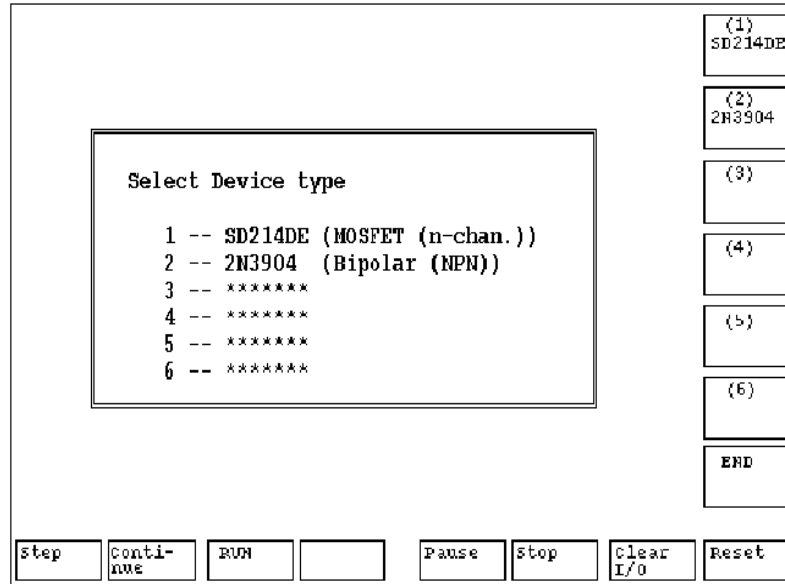 Select Device type
1 -- SD214DE (MOSFET (n-chan.))
2 -- 2N3904 (Bipolar (NPN))
3 -- *******
4 -- *******
5 -- *******
6 -- *******
(1)
SD214DE
(2)
2N3904
(3)
(4)
(5)
(6)
END
Step
Conti-
nue
RUN
Pause
Stop
Clear
I/O
Reset